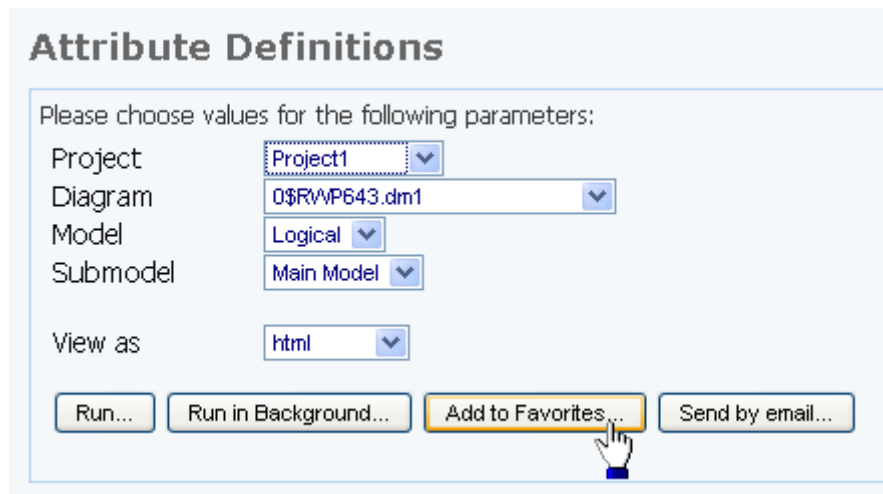 Attribute Definitions
Please choose values for the following parameters:
Project Project1
Diagram 0$RWP643.dm1
Model Logical
Submodel Main Model
View as html
Run... Run in Background... Add to Favorites... Send by email...